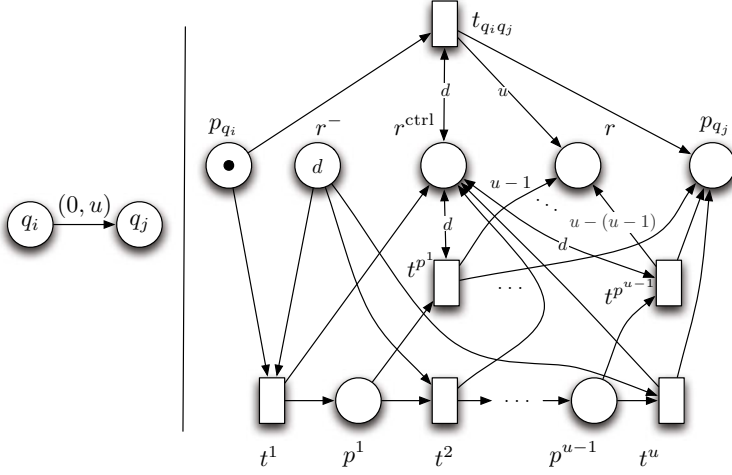 t_{q_i q_j}
d
u
p_{q_i}
r^-
r^{ctrl}
r
p_{q_j}
d
q_i
(0, u)
q_j
u − 1
...
u − (u−1)
d
d
t^{p^1}
...
t^{p^{u−1}}
...
t^1
p^1
t^2
p^{u−1}
t^u